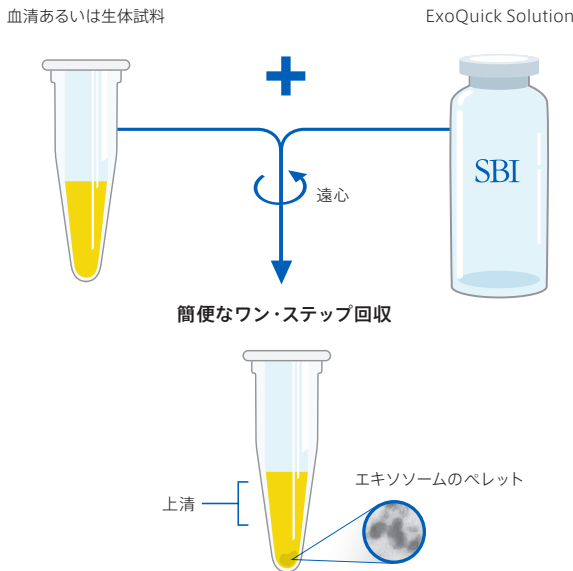 血清あるいは生体試料
ExoQuick Solution
SBI
遠心
簡便なワン・ステップ回収
エキソソームのペレット
上清